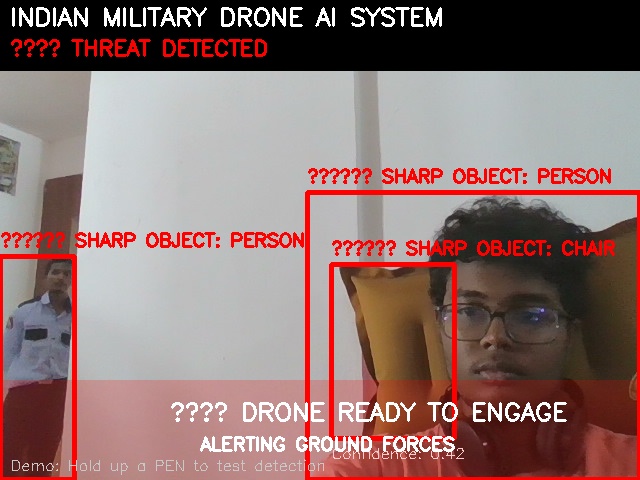 INDIAN MILITARY DRONE AI SYSTEM
???? THREAT DETECTED
?????? SHARP OBJECT: PERSON
?????? SHARP OBJECT: PERSON
?????? SHARP OBJECT: CHAIR
???? DRONE READY TO ENGAGE
ALERTING GROUND FORCES
Confidence: 0.42
Demo: Hold up a PEN to test detection